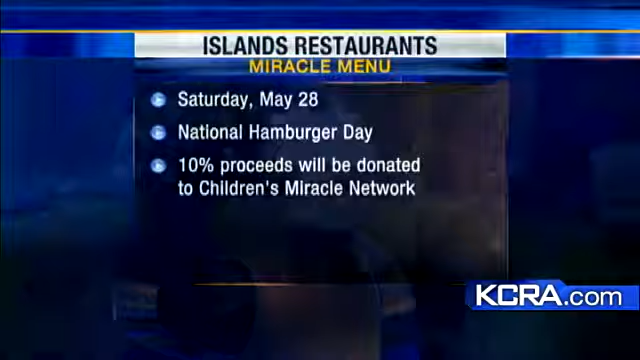 ISLANDS RESTAURANTS
MIRACLE MENU
Saturday, May 28
National Hamburger Day
10% proceeds will be donated
to Children's Miracle Network
KCRA.com